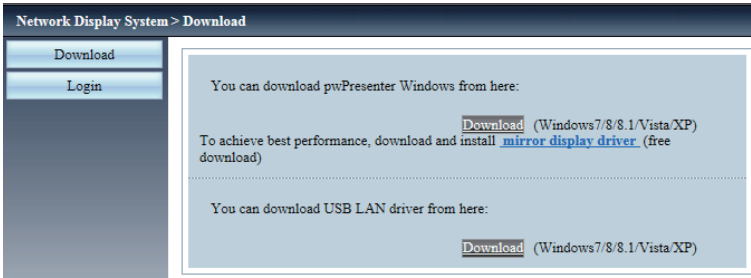 Network Display System > Download
Download
Login
You can download pwPresenter Windows from here:
Download (Windows7/8/8.1/Vista/XP)
To achieve best performance, download and install mirror display driver (free
download)
You can download USB LAN driver from here:
Download (Windows7/8/8.1/Vista/XP)